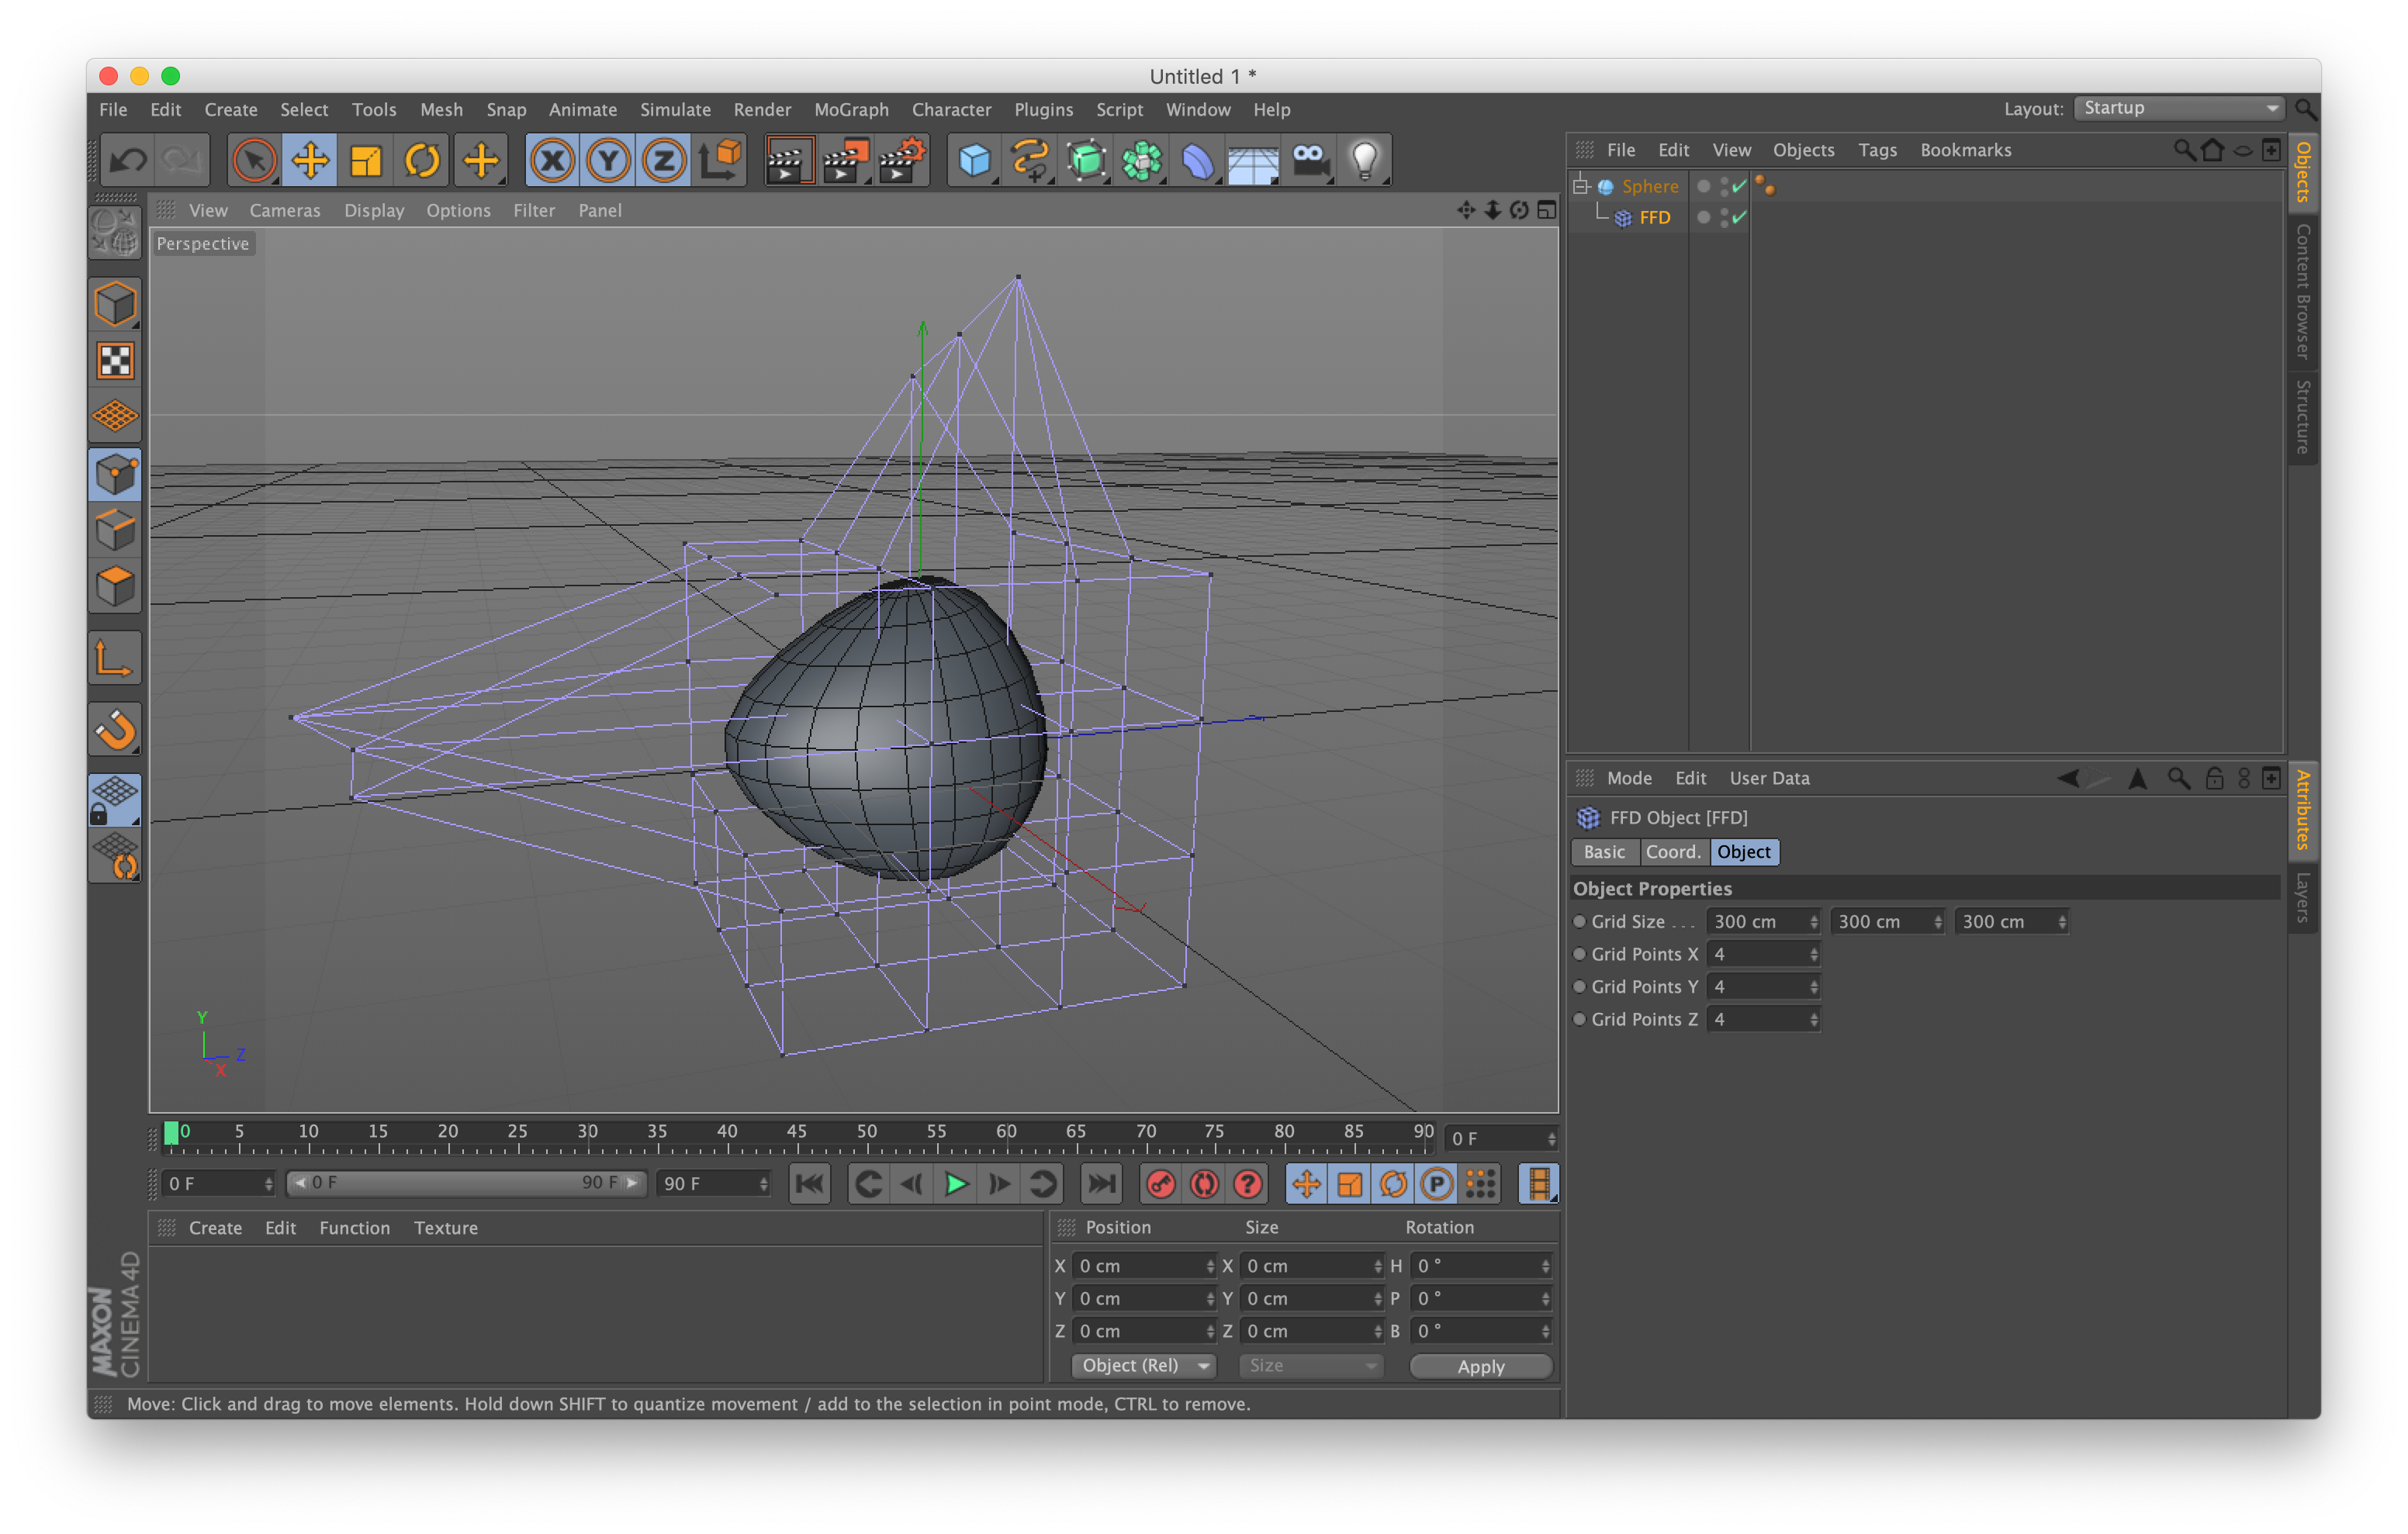 Untitled 1 *
File Edit Create Select Tools Mesh Snap Animate Simulate Render MoGraph Character Plugins Script Window Help
Layout: Startup
X Y Z
File Edit View Objects Tags Bookmarks
Sphere
FFD
Objects
Content Browser
Structure
View Cameras Display Options Filter Panel
Perspective
Y
Z
X
Mode Edit User Data
FFD Object [FFD]
Basic Coord. Object
Object Properties
Grid Size . . . 300 cm 300 cm 300 cm
Grid Points X 4
Grid Points Y 4
Grid Points Z 4
Attributes
Layers
0 5 10 15 20 25 30 35 40 45 50 55 60 65 70 75 80 85 90 0 F
0 F 0 F 90 F 90 F ? P
Create Edit Function Texture
Position Size Rotation
X 0 cm X 0 cm H 0 °
Y 0 cm Y 0 cm P 0 °
Z 0 cm Z 0 cm B 0 °
Object (Rel) Size Apply
MAXON
CINEMA 4D
Move: Click and drag to move elements. Hold down SHIFT to quantize movement / add to the selection in point mode, CTRL to remove.